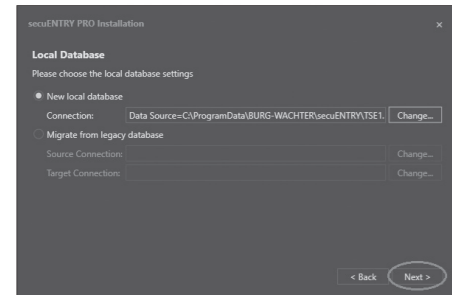 secuENTRY PRO Installation
×
Local Database
Please choose the local database settings
New local database
Connection: Data Source=C:\ProgramData\BURG-WACHTER\secuENTRY\TSE1. Change...
Migrate from legacy database
Source Connection: Change...
Target Connection: Change...
< Back Next >